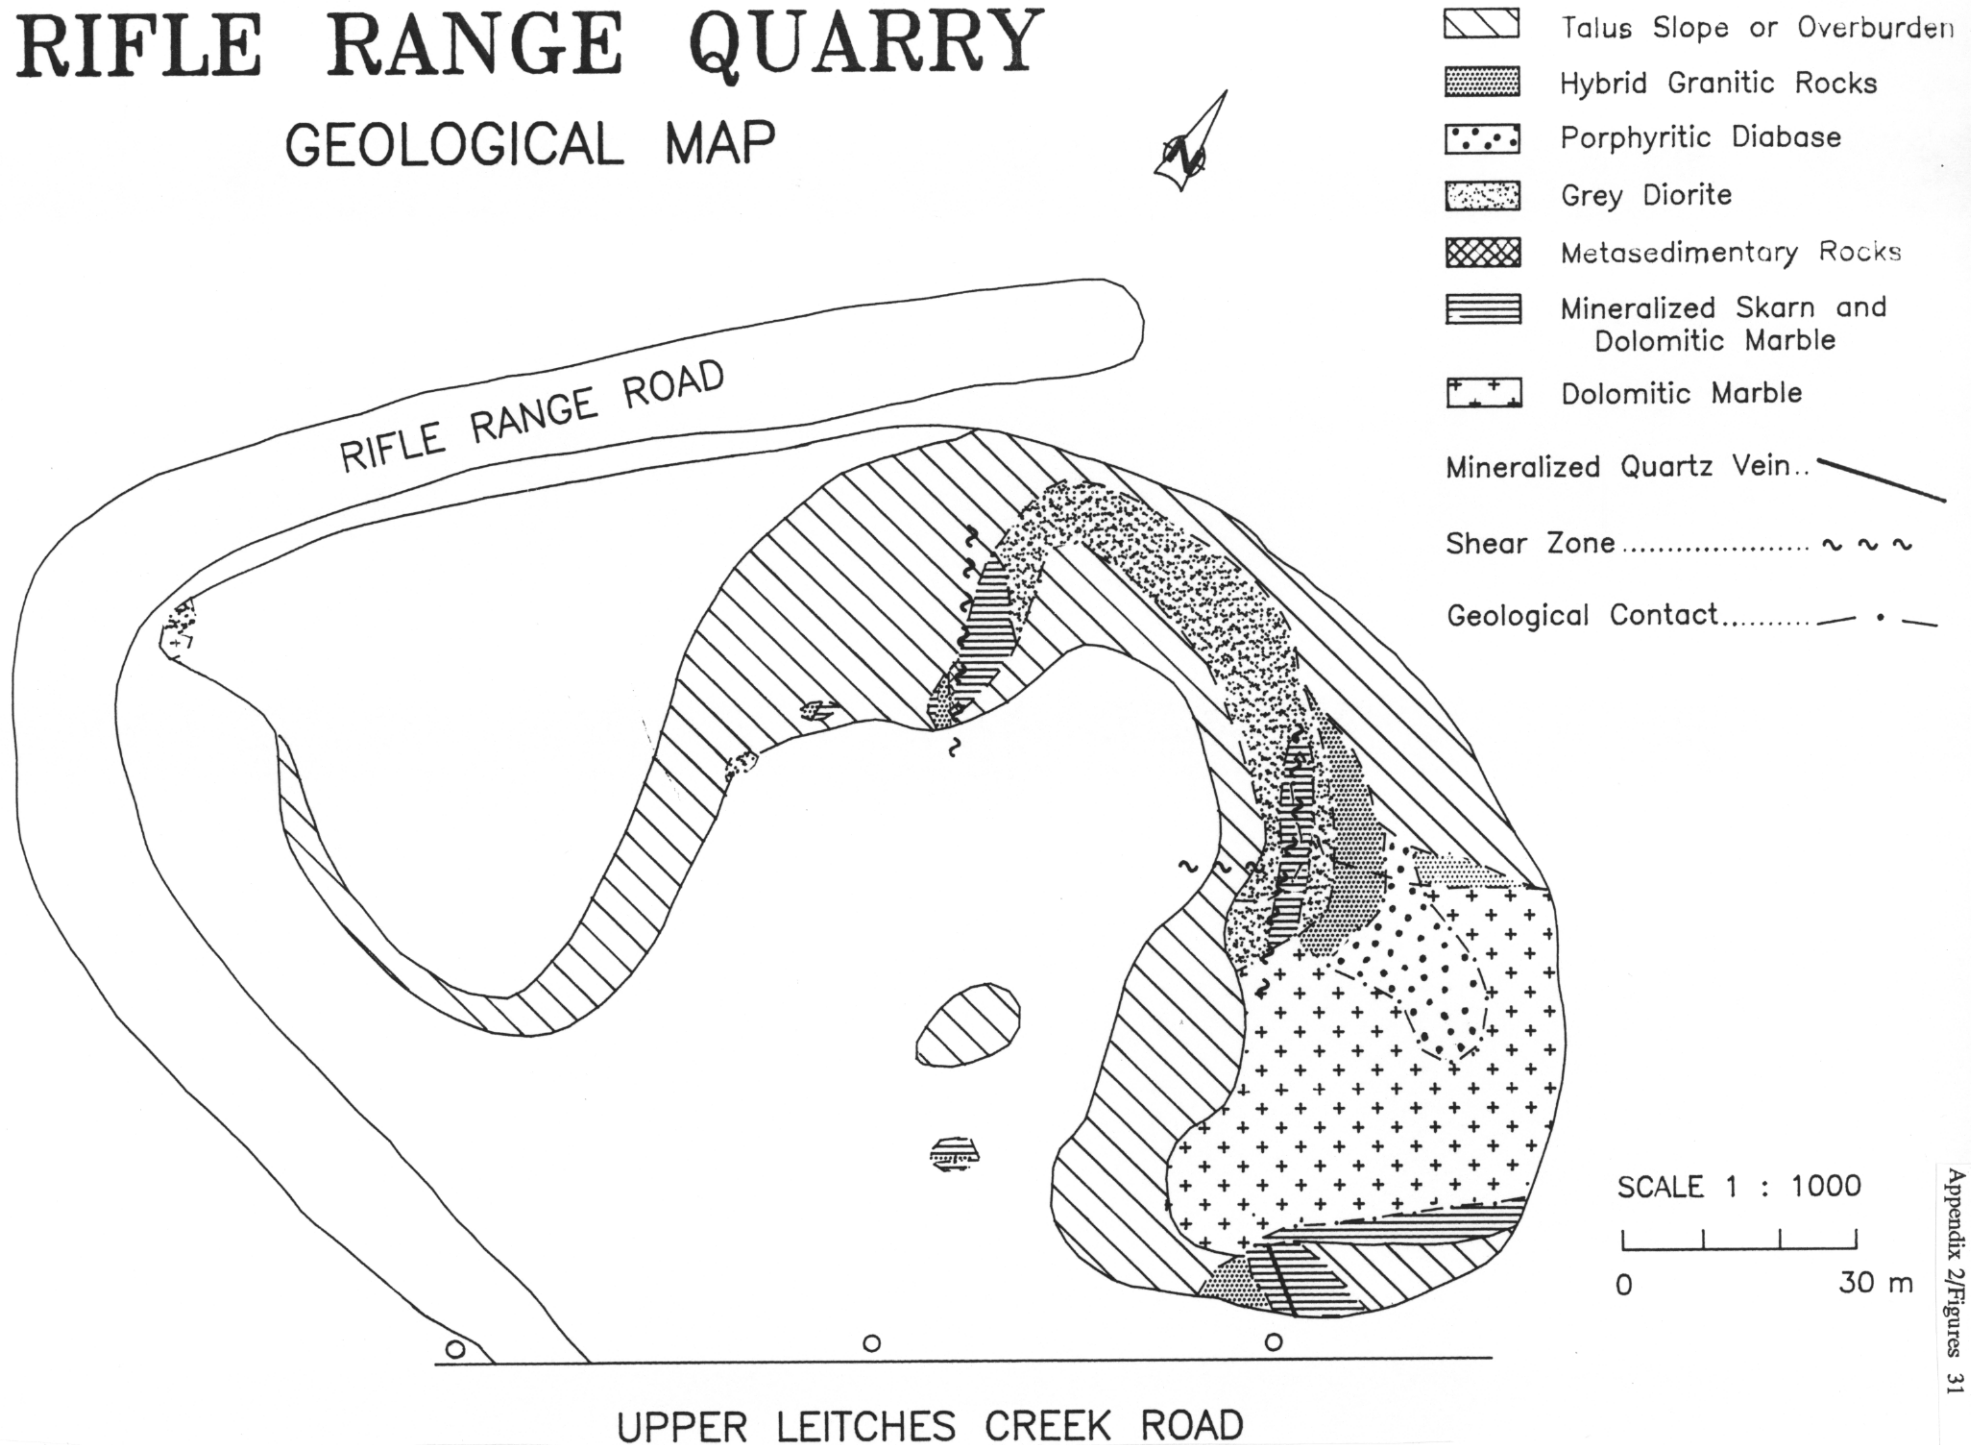 RIFLE RANGE QUARRY
GEOLOGICAL MAP
N
Talus Slope or Overburden
Hybrid Granitic Rocks
Porphyritic Diabase
Grey Diorite
Metasedimentary Rocks
Mineralized Skarn and
Dolomitic Marble
Dolomitic Marble
Mineralized Quartz Vein..
Shear Zone.....................
Geological Contact..........
RIFLE RANGE ROAD
SCALE 1 : 1000
0 30 m
UPPER LEITCHES CREEK ROAD
Appendix 2/Figures 31